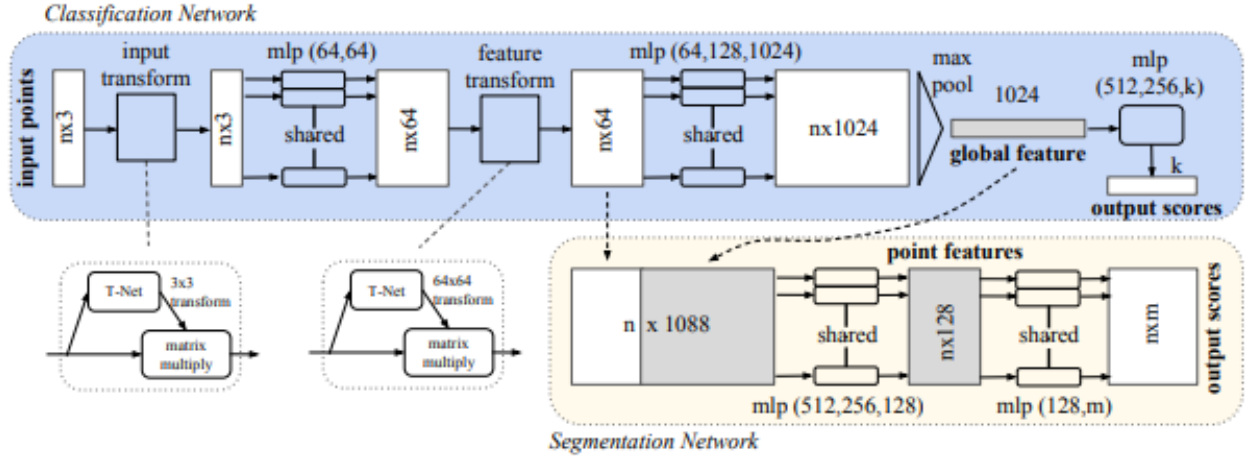 Classification Network
input points
nx3
input
transform
nx3
mlp (64,64)
shared
nx64
feature
transform
nx64
mlp (64,128,1024)
shared
nx1024
max
pool
1024
global feature
mlp
(512,256,k)
k
output scores
T-Net
3x3
transform
matrix
multiply
T-Net
64x64
transform
matrix
multiply
point features
n x 1088
shared
mlp (512,256,128)
nx128
shared
mlp (128,m)
nxm
output scores
Segmentation Network